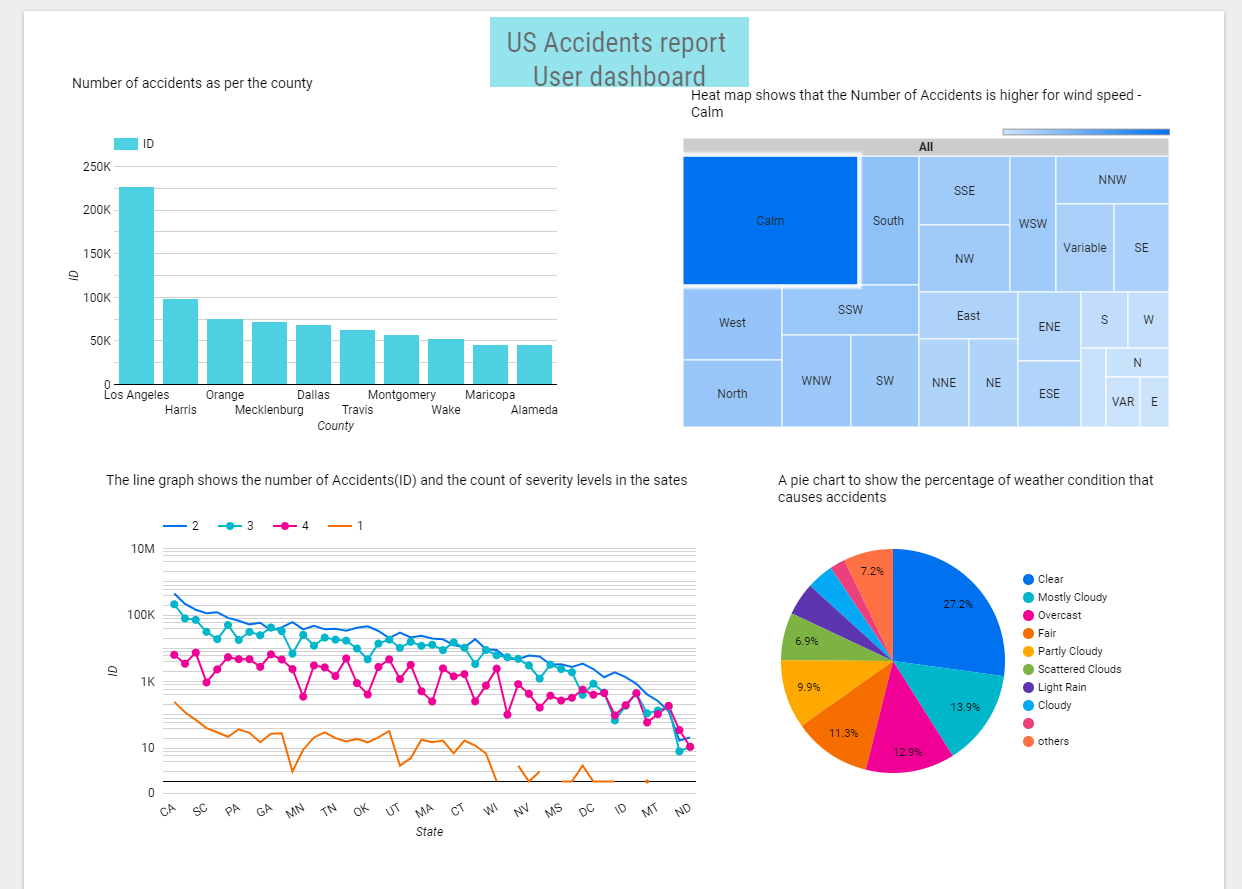 US Accidents report
User dashboard
Number of accidents as per the county
ID
250K
200K
150K
100K
50K
0
ID
Los Angeles
Harris
Orange
Mecklenburg
Dallas
Travis
Montgomery
Wake
Maricopa
Alameda
County
Heat map shows that the Number of Accidents is higher for wind speed -
Calm
All
Calm
South
SSE
NW
WSW
NNW
Variable
SE
West
North
SSW
WNW
SW
East
NNE
NE
ENE
ESE
S
W
N
VAR
E
The line graph shows the number of Accidents(ID) and the count of severity levels in the sates
2 3 4 1
10M
100K
1K
10
0
ID
CA SC PA GA MN TN OK UT MA CT WI NV MS DC ID MT ND
State
A pie chart to show the percentage of weather condition that
causes accidents
27.2%
13.9%
12.9%
11.3%
9.9%
6.9%
7.2%
Clear
Mostly Cloudy
Overcast
Fair
Partly Cloudy
Scattered Clouds
Light Rain
Cloudy
others